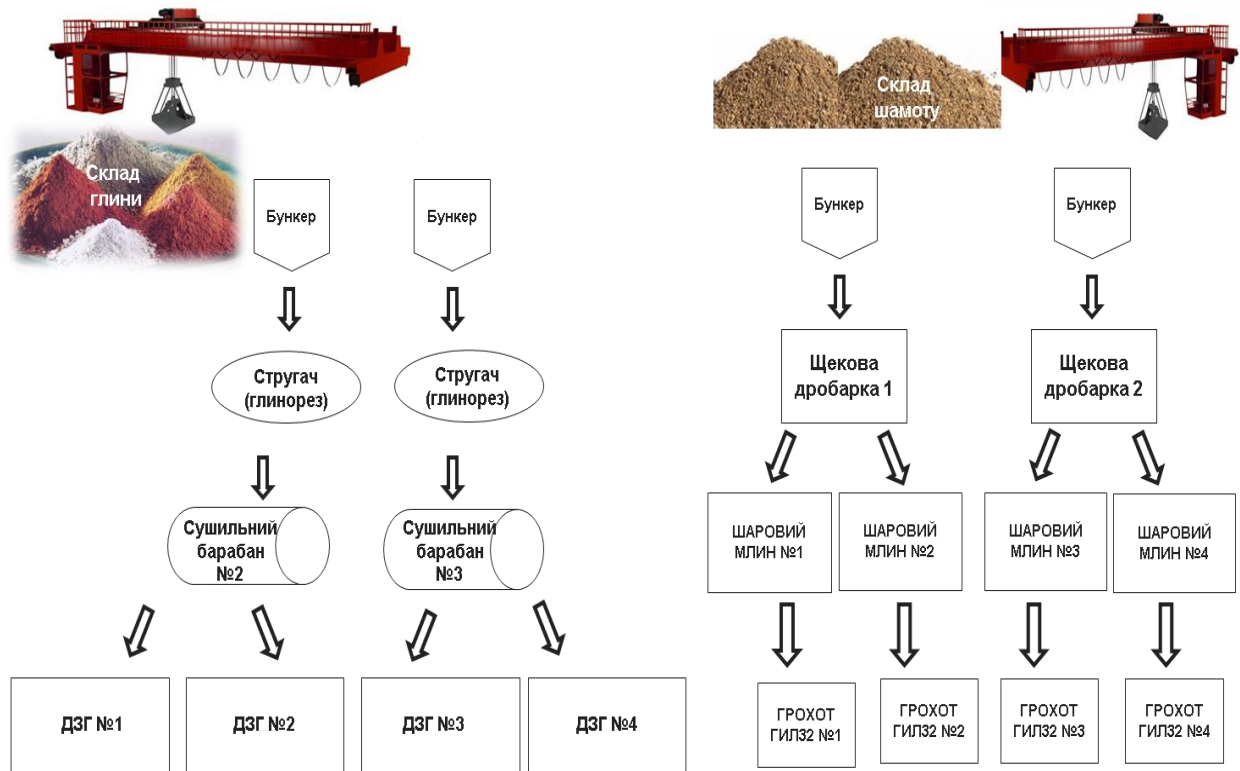 Склад
глини
Бункер
Бункер
Стругач
(глинорез)
Стругач
(глинорез)
Сушильний
барабан
№2
Сушильний
барабан
№3
ДЗГ №1
ДЗГ №2
ДЗГ №3
ДЗГ №4
Склад
шамоту
Бункер
Бункер
Щекова
дробарка 1
Щекова
дробарка 2
ШАРОВИЙ
МЛИН №1
ШАРОВИЙ
МЛИН №2
ШАРОВИЙ
МЛИН №3
ШАРОВИЙ
МЛИН №4
ГРОХОТ
ГИЛ32 №1
ГРОХОТ
ГИЛ32 №2
ГРОХОТ
ГИЛ32 №3
ГРОХОТ
ГИЛ32 №4